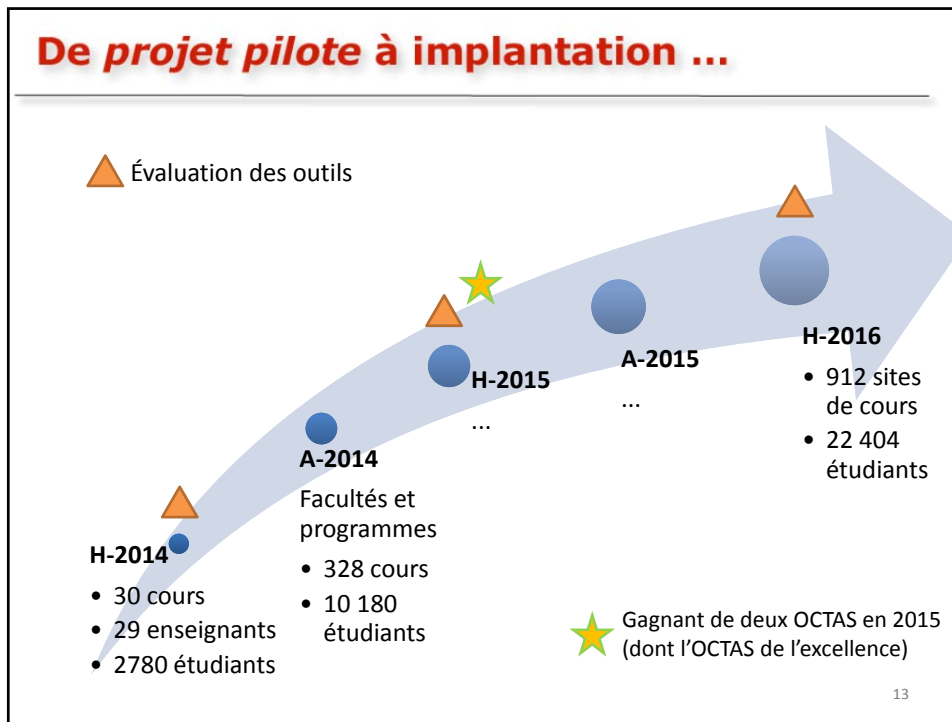 De projet pilote à implantation ...
Évaluation des outils
H-2014
• 30 cours
• 29 enseignants
• 2780 étudiants
A-2014
Facultés et
programmes
• 328 cours
• 10 180
étudiants
H-2015
...
A-2015
...
H-2016
• 912 sites
de cours
• 22 404
étudiants
Gagnant de deux OCTAS en 2015
(dont l’OCTAS de l’excellence)
13